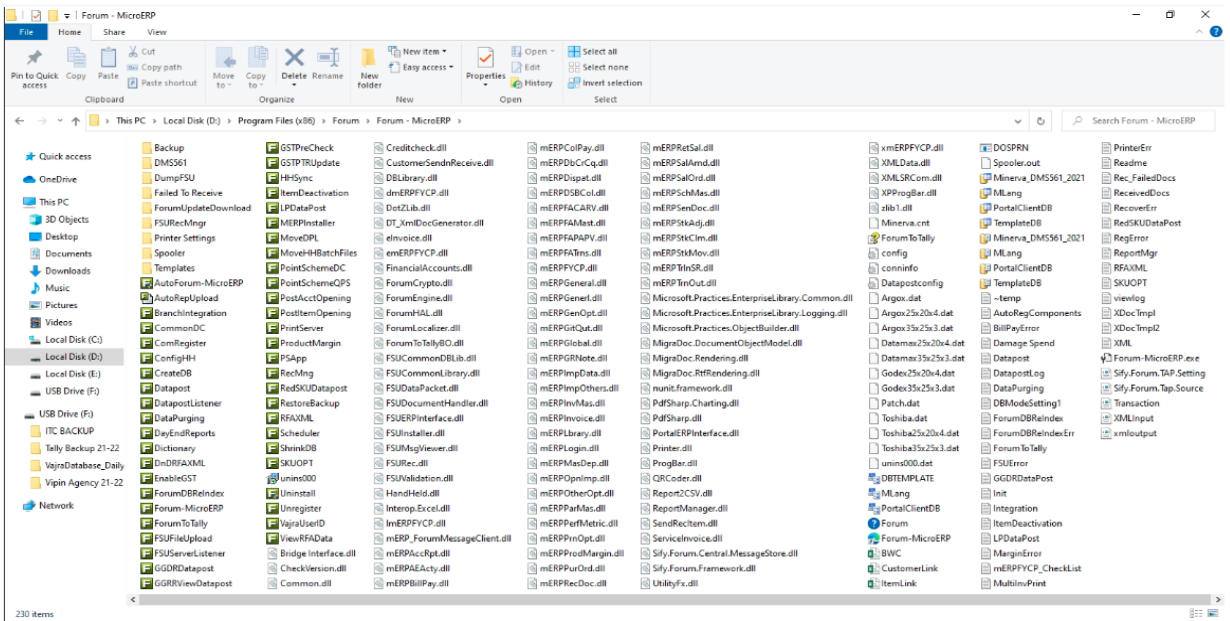 Forum - MicroERP
File Home Share View
Pin to Quick access
Copy
Paste
Cut
Copy path
Paste shortcut
Clipboard
Move to
Copy to
Delete
Rename
Organize
New folder
New item
Easy access
New
Properties
Open
Edit
History
Open
Select all
Select none
Invert selection
Select
This PC > Local Disk (D:) > Program Files (x86) > Forum > Forum - MicroERP >
Search Forum - MicroERP
Quick access
OneDrive
This PC
3D Objects
Desktop
Documents
Downloads
Music
Pictures
Videos
Local Disk (C:)
Local Disk (D:)
Local Disk (E:)
USB Drive (F:)
USB Drive (F:)
ITC BACKUP
Tally Backup 21-22
VajraDatabase_Daily
Vipin Agency 21-22
Network
Backup
DMS561
DumpFSU
Failed To Receive
ForumUpdateDownload
FSURecMngr
Printer Settings
Spooler
Templates
AutoForum-MicroERP
AutoRepUpload
BranchIntegration
CommonDC
ComRegister
ConfigHH
CreateDB
Datapost
DatapostListener
DataPurging
DayEndReports
Dictionary
DnDRFAXML
EnableGST
ForumDBReIndex
Forum-MicroERP
ForumToTally
FSUFileUpload
FSUServerListener
GGDRDatapost
GGRRViewDatapost
GSTPreCheck
GSTPTRUpdate
HHSync
ItemDeactivation
LPDataPost
MERPInstaller
MoveDPL
MoveHHBatchFiles
PointSchemeDC
PointSchemeQPS
PostAcctOpening
PostItemOpening
PrintServer
ProductMargin
PSApp
RecMng
RedSKUDatapost
RestoreBackup
RFAXML
Scheduler
ShrinkDB
SKUOPT
unins000
Uninstall
Unregister
VajraUserID
ViewRFAData
Bridge Interface.dll
CheckVersion.dll
Common.dll
Creditcheck.dll
CustomerSendnReceive.dll
DBLibrary.dll
dmERPFYCP.dll
DotZLib.dll
DT_XmlDocGenerator.dll
eInvoice.dll
emERPFYCP.dll
FinancialAccounts.dll
ForumCrypto.dll
ForumEngine.dll
ForumHAL.dll
ForumLocalizer.dll
ForumToTallyBO.dll
FSUCommonDBLib.dll
FSUCommonLibrary.dll
FSUDataPacket.dll
FSUDocumentHandler.dll
FSUERPInterface.dll
FSUInstaller.dll
FSUMsgViewer.dll
FSURec.dll
FSUValidation.dll
HandHeld.dll
Interop.Excel.dll
ImERPFYCP.dll
mERP_ForumMessageClient.dll
mERPAccRpt.dll
mERPAEActy.dll
mERPBillPay.dll
mERPColPay.dll
mERPDbCrCq.dll
mERPDispat.dll
mERPDSBCol.dll
mERPFACARV.dll
mERPFAMast.dll
mERPFAPAPV.dll
mERPFATrns.dll
mERPFYCP.dll
mERPGeneral.dll
mERPGenerl.dll
mERPGenOpt.dll
mERPGitQut.dll
mERPGlobal.dll
mERPGRNote.dll
mERPImpData.dll
mERPImpOthers.dll
mERPInvMas.dll
mERPInvoice.dll
mERPLbrary.dll
mERPLogin.dll
mERPMasDep.dll
mERPOpnImp.dll
mERPOtherOpt.dll
mERPParMas.dll
mERPPerfMetric.dll
mERPPrnOpt.dll
mERPProdMargin.dll
mERPPurOrd.dll
mERPRecDoc.dll
mERPRetSal.dll
mERPSalAmd.dll
mERPSalOrd.dll
mERPSchMas.dll
mERPSenDoc.dll
mERPStkAdj.dll
mERPStkClm.dll
mERPStkMov.dll
mERPTrInSR.dll
mERPTrnOut.dll
Microsoft.Practices.EnterpriseLibrary.Common.dll
Microsoft.Practices.EnterpriseLibrary.Logging.dll
Microsoft.Practices.ObjectBuilder.dll
MigraDoc.DocumentObjectModel.dll
MigraDoc.Rendering.dll
MigraDoc.RtfRendering.dll
nunit.framework.dll
PdfSharp.Charting.dll
PdfSharp.dll
PortalERPInterface.dll
Printer.dll
ProgBar.dll
QRCoder.dll
Report2CSV.dll
ReportManager.dll
SendRecItem.dll
ServiceInvoice.dll
Sify.Forum.Central.MessageStore.dll
Sify.Forum.Framework.dll
UtilityFx.dll
xmERPFYCP.dll
XMLData.dll
XMLSRCom.dll
XPProgBar.dll
zlib1.dll
Minerva.cnt
ForumToTally
config
conninfo
Datapostconfig
Argox.dat
Argox25x20x4.dat
Argox35x25x3.dat
Datamax25x20x4.dat
Datamax35x25x3.dat
Godex25x20x4.dat
Godex35x25x3.dat
Patch.dat
Toshiba.dat
Toshiba25x20x4.dat
Toshiba35x25x3.dat
unins000.dat
DBTEMPLATE
MLang
PortalClientDB
Forum
Forum-MicroERP
BWC
CustomerLink
ItemLink
DOSPRN
Spooler.out
Minerva_DMS561_2021
MLang
PortalClientDB
TemplateDB
Minerva_DMS561_2021
MLang
PortalClientDB
TemplateDB
~temp
AutoRegComponents
BillPayError
Damage Spend
Datapost
DatapostLog
DataPurging
DBModeSetting1
ForumDBReIndex
ForumDBReIndexErr
ForumToTally
FSUError
GGDRDataPost
Init
Integration
ItemDeactivation
LPDataPost
MarginError
mERPFYCP_CheckList
MultiInvPrint
PrinterErr
Readme
Rec_FailedDocs
ReceivedDocs
RecoverErr
RedSKUDataPost
RegError
ReportMgr
RFAXML
SKUOPT
viewlog
XDocTmpl
XDocTmpl2
XML
Forum-MicroERP.exe
Sify.Forum.TAP.Setting
Sify.Forum.Tap.Source
Transaction
XMLInput
xmloutput
230 items